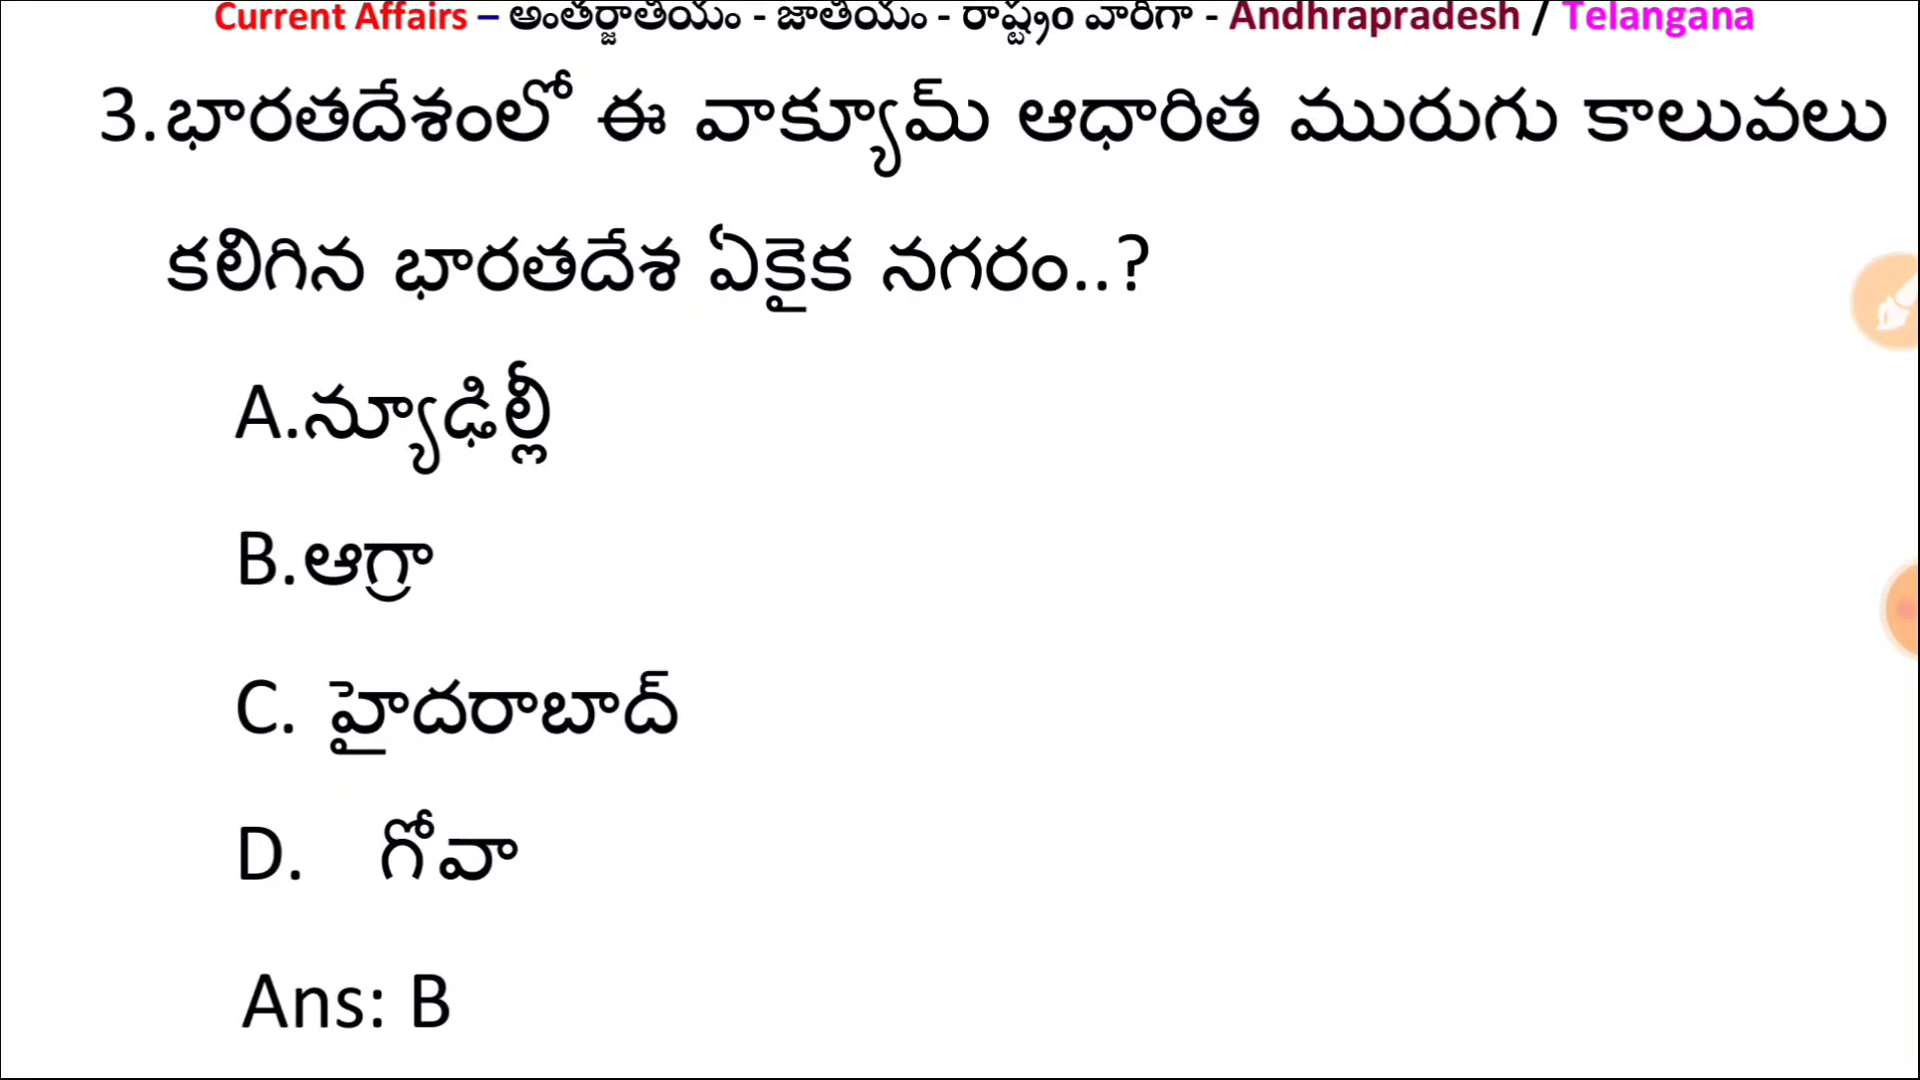 Current Affairs – అంతర్జాతీయం - జాతీయం - రాష్ట్రం వారీగా - Andhrapradesh / Telangana
3.భారతదేశంలో ఈ వాక్యూమ్ ఆధారిత మురుగు కాలువలు
కలిగిన భారతదేశ ఏకైక నగరం..?
A.న్యూఢిల్లీ
B.ఆగ్రా
C. హైదరాబాద్
D. గోవా
Ans: B